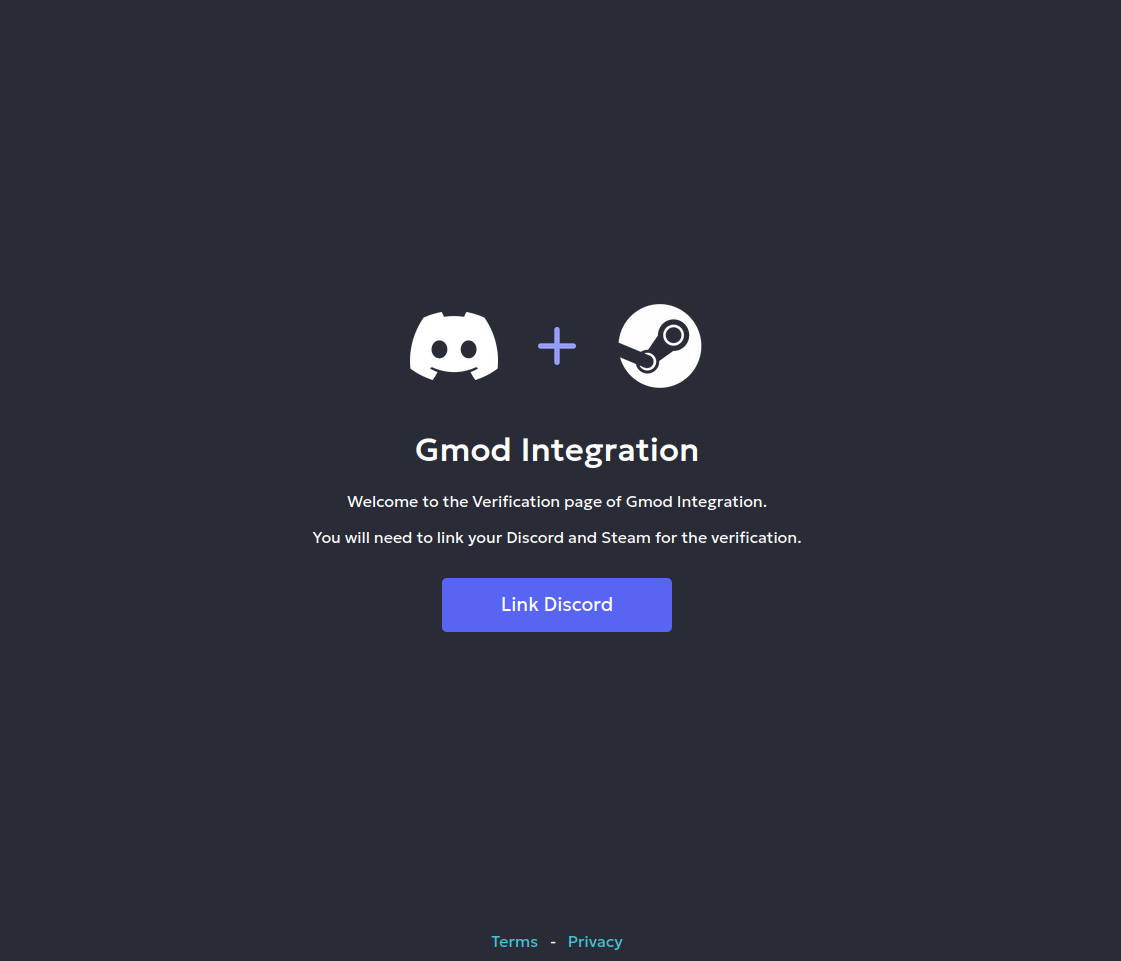 Gmod Integration
Welcome to the Verification page of Gmod Integration.
You will need to link your Discord and Steam for the verification.
Link Discord
Terms - Privacy